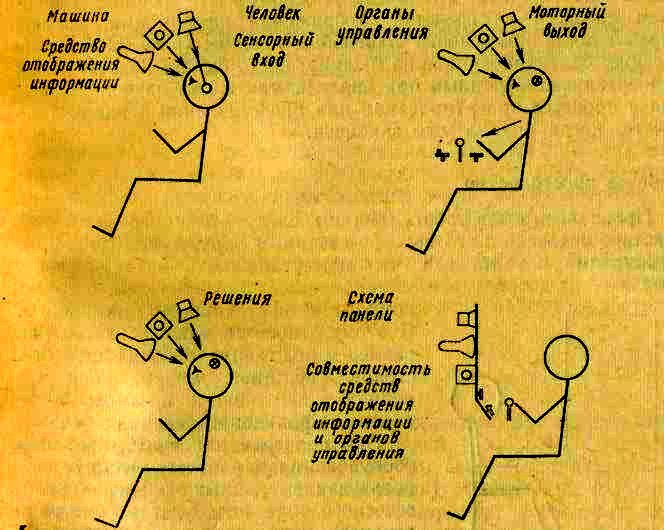 Машина
Средство
отображения
информации
Человек
Сенсорный
вход
Органы
управления
Моторный
выход
Решения
Схема
панели
Совместимость
средств
отображения
информации
и органов
управления